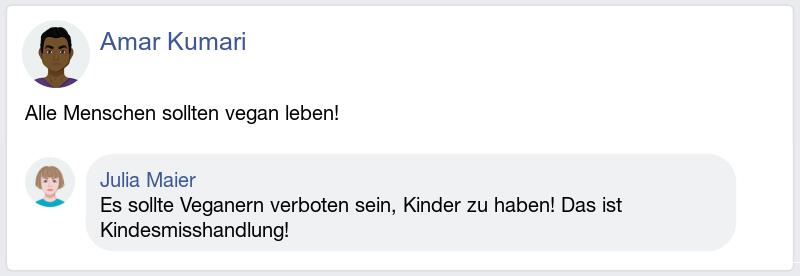 Amar Kumari
Alle Menschen sollten vegan leben!
Julia Maier
Es sollte Veganern verboten sein, Kinder zu haben! Das ist
Kindesmisshandlung!